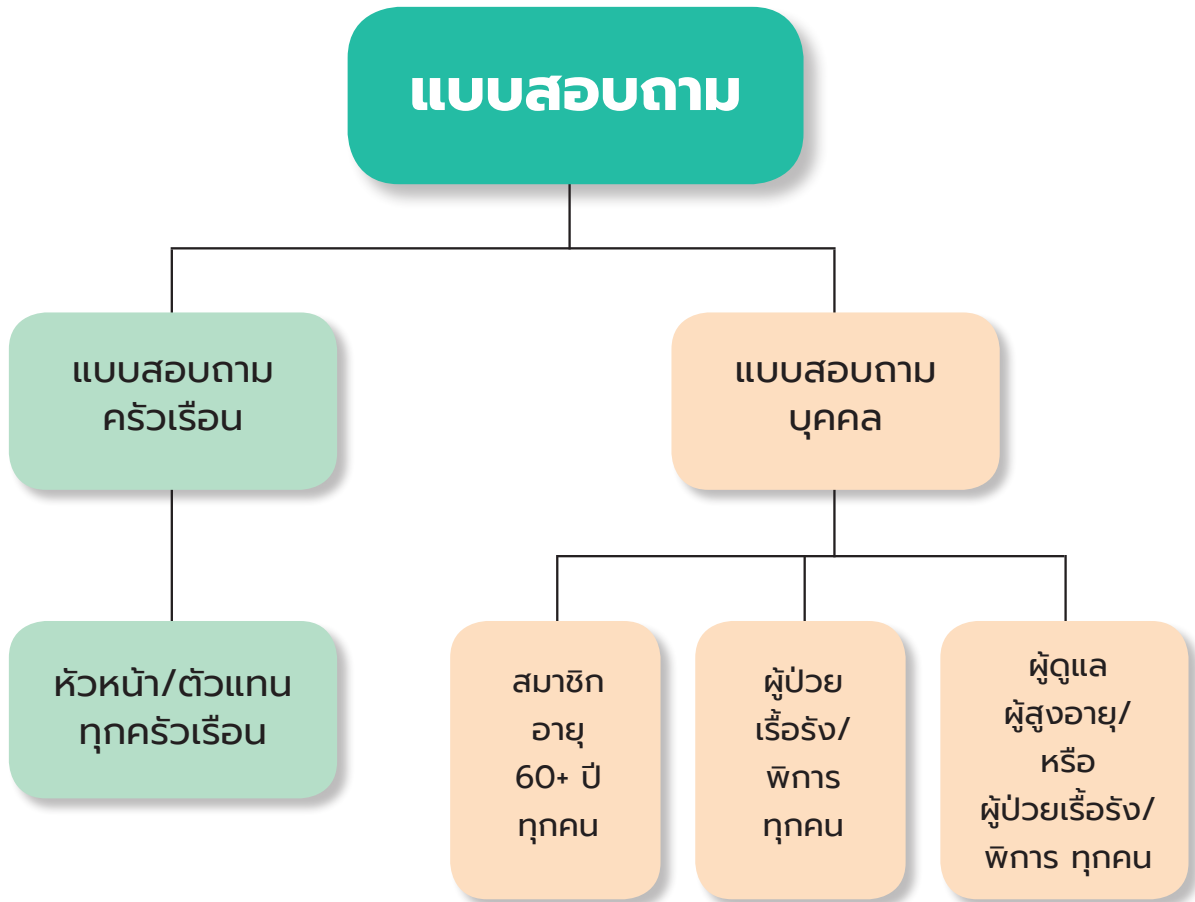 แบบสอบถาม
แบบสอบถาม
ครัวเรือน
แบบสอบถาม
บุคคล
หัวหน้า/ตัวแทน
ทุกครัวเรือน
สมาชิก
อายุ
60+ ปี
ทุกคน
ผู้ป่วย
เรื้อรัง/
พิการ
ทุกคน
ผู้ดูแล
ผู้สูงอายุ/
หรือ
ผู้ป่วยเรื้อรัง/
พิการ ทุกคน